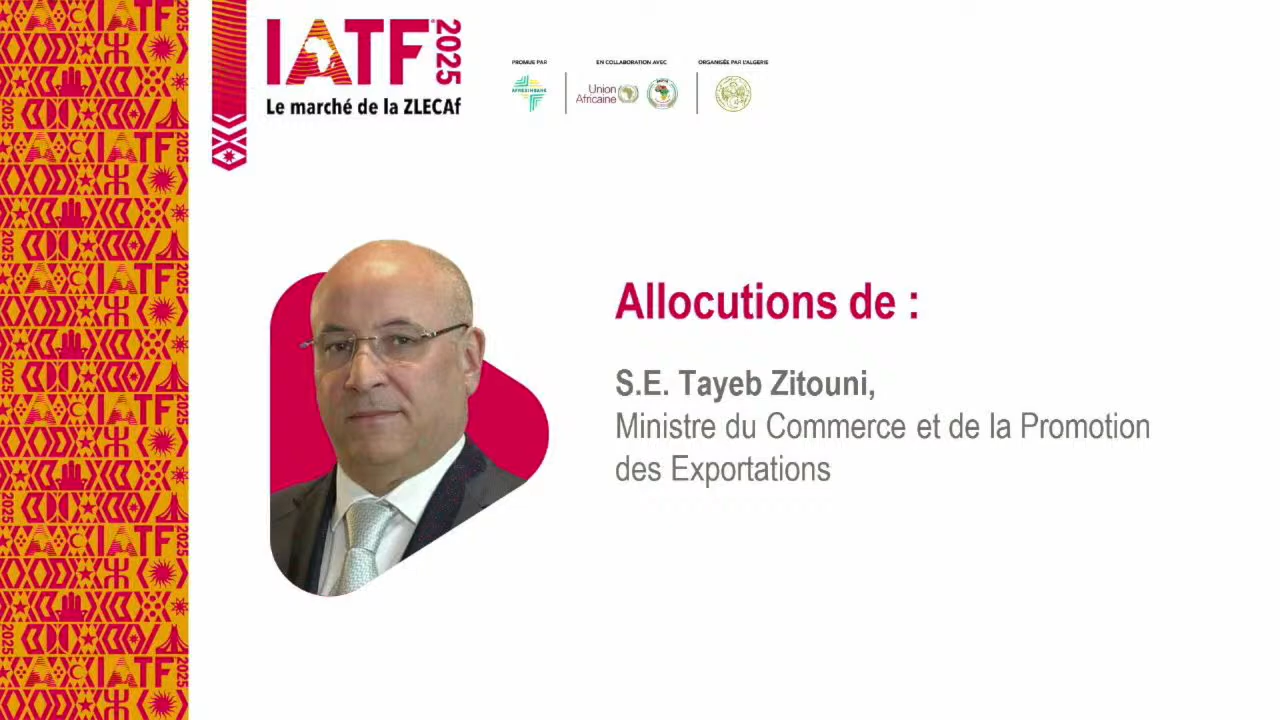 IATF 2025
Le marché de la ZLECAf
PROMUE PAR
AFREXIMBANK
EN COLLABORATION AVEC
Union
Africaine
ORGANISÉE PAR L'ALGERIE
Allocutions de :
S.E. Tayeb Zitouni,
Ministre du Commerce et de la Promotion
des Exportations